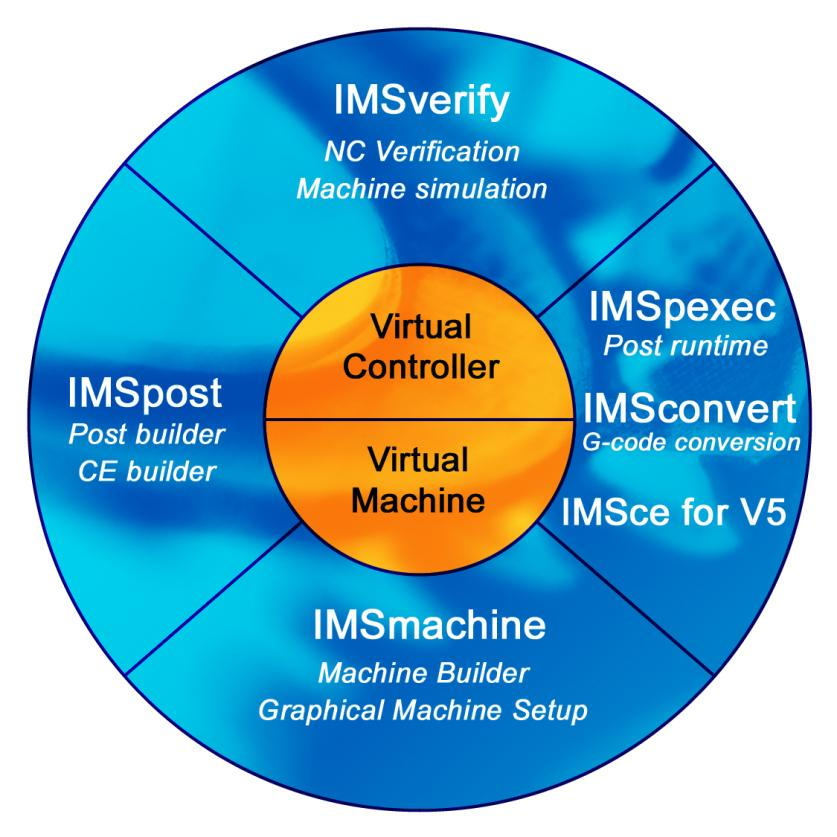 IMSverify
NC Verification
Machine simulation
IMSpost
Post builder
CE builder
Virtual
Controller
Virtual
Machine
IMSpexec
Post runtime
IMSconvert
G-code conversion
IMSce for V5
IMSmachine
Machine Builder
Graphical Machine Setup